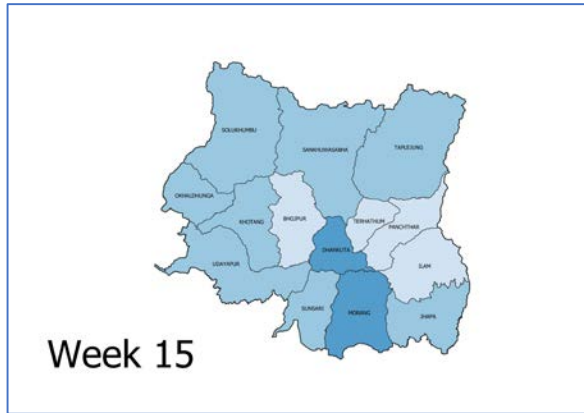 SOLUKHUMBU
SANKHUWASABHA
TAPLEJUNG
OKHALDHUNGA
KHOTANG
BHOJPUR
TERHATHUM
PANCHTHAR
DHANKUTA
UDAYAPUR
ILAM
SUNSARI
MORANG
JHAPA
Week 15